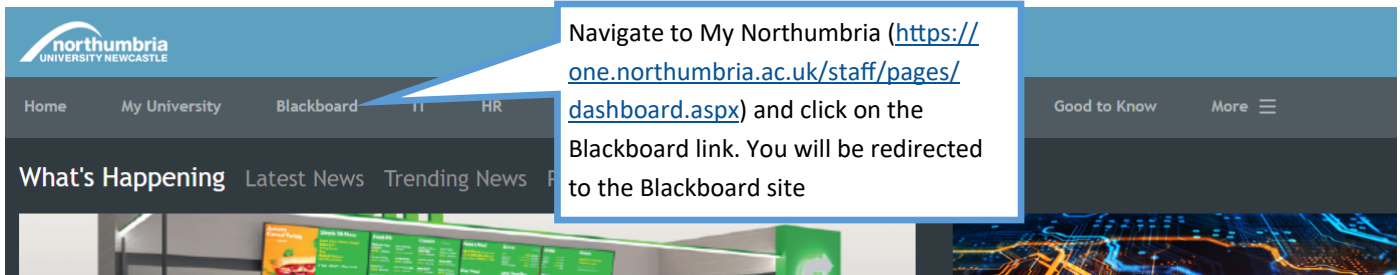 northumbria
UNIVERSITY NEWCASTLE
Navigate to My Northumbria (https://
one.northumbria.ac.uk/staff/pages/
dashboard.aspx) and click on the
Blackboard link. You will be redirected
to the Blackboard site
Home My University Blackboard IT HR Good to Know More
What's Happening Latest News Trending News